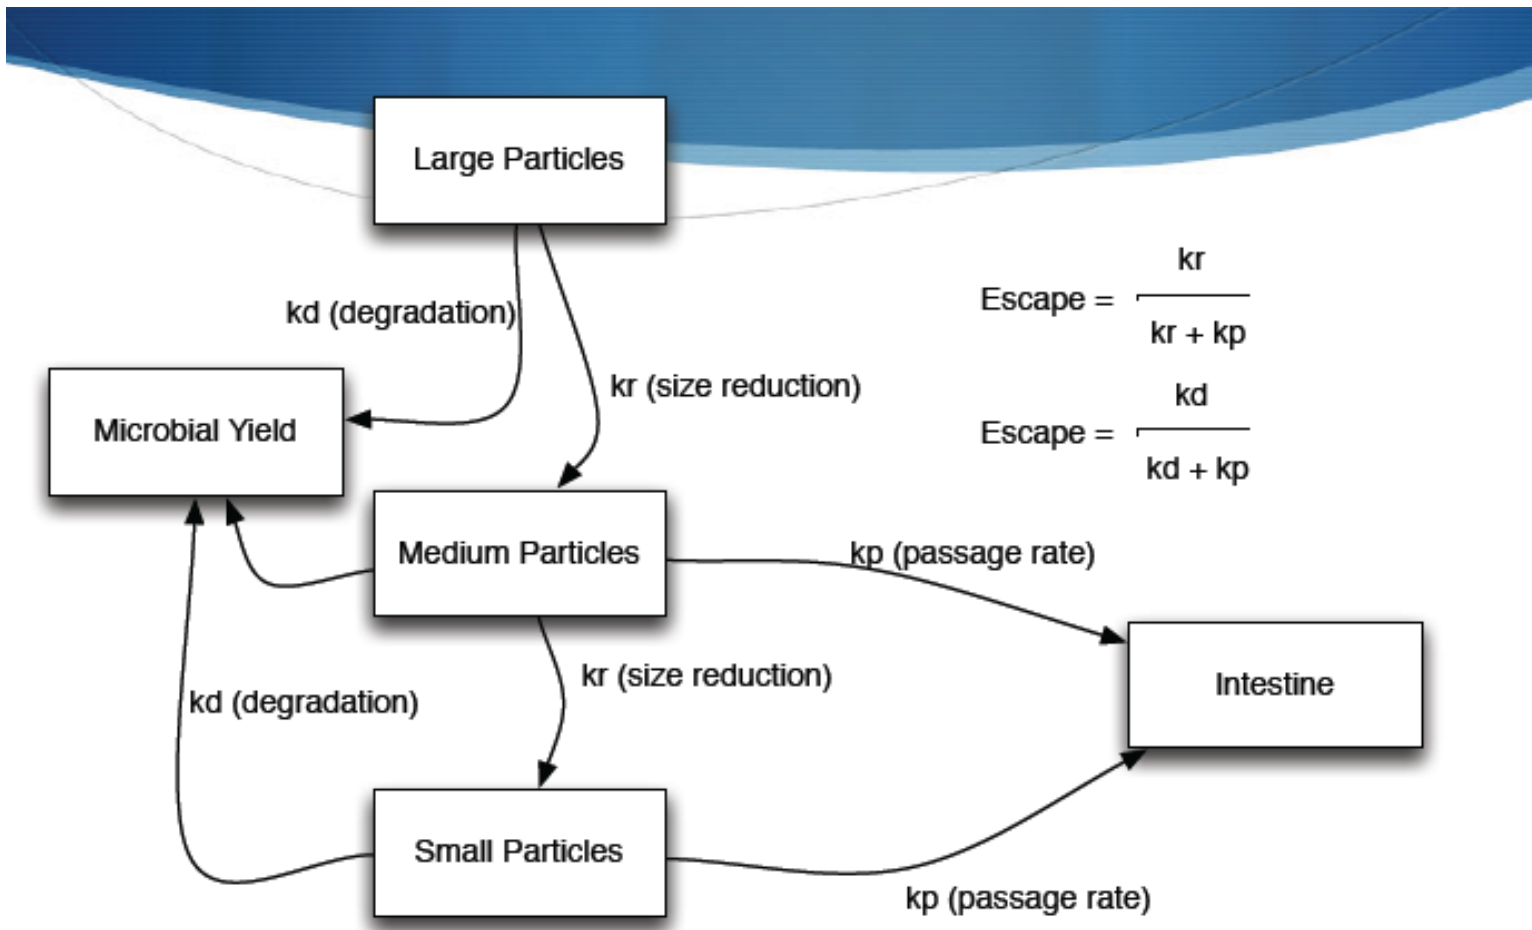 Large Particles
kd (degradation)
kr (size reduction)
Microbial Yield
Escape = kr
kr + kp
Escape = kd
kd + kp
Medium Particles
kp (passage rate)
kr (size reduction)
kd (degradation)
Intestine
Small Particles
kp (passage rate)